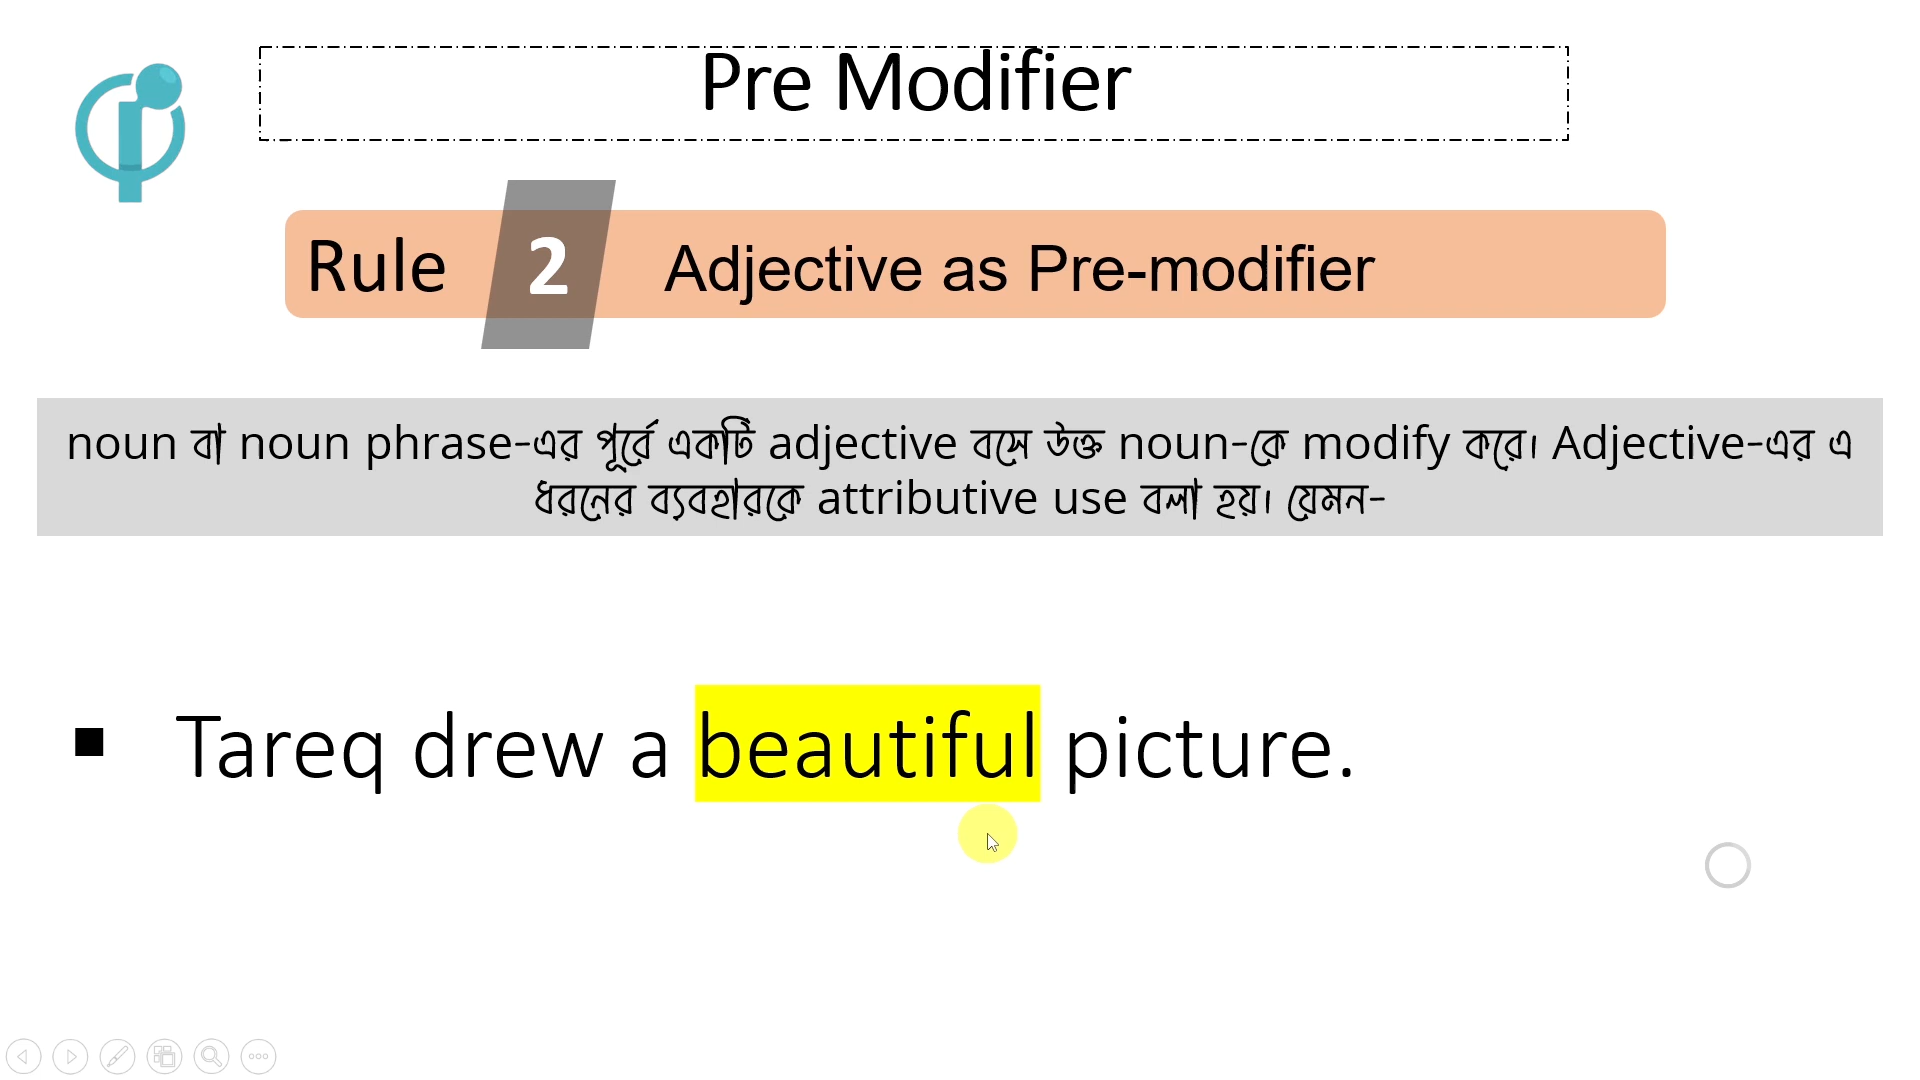 Pre Modifier
Rule 2 Adjective as Pre-modifier
noun বা noun phrase-এর পূর্বে একটি adjective বসে উক্ত noun-কে modify করে। Adjective-এর এ
ধরনের ব্যবহারকে attributive use বলা হয়। যেমন-
▪ Tareq drew a beautiful picture.